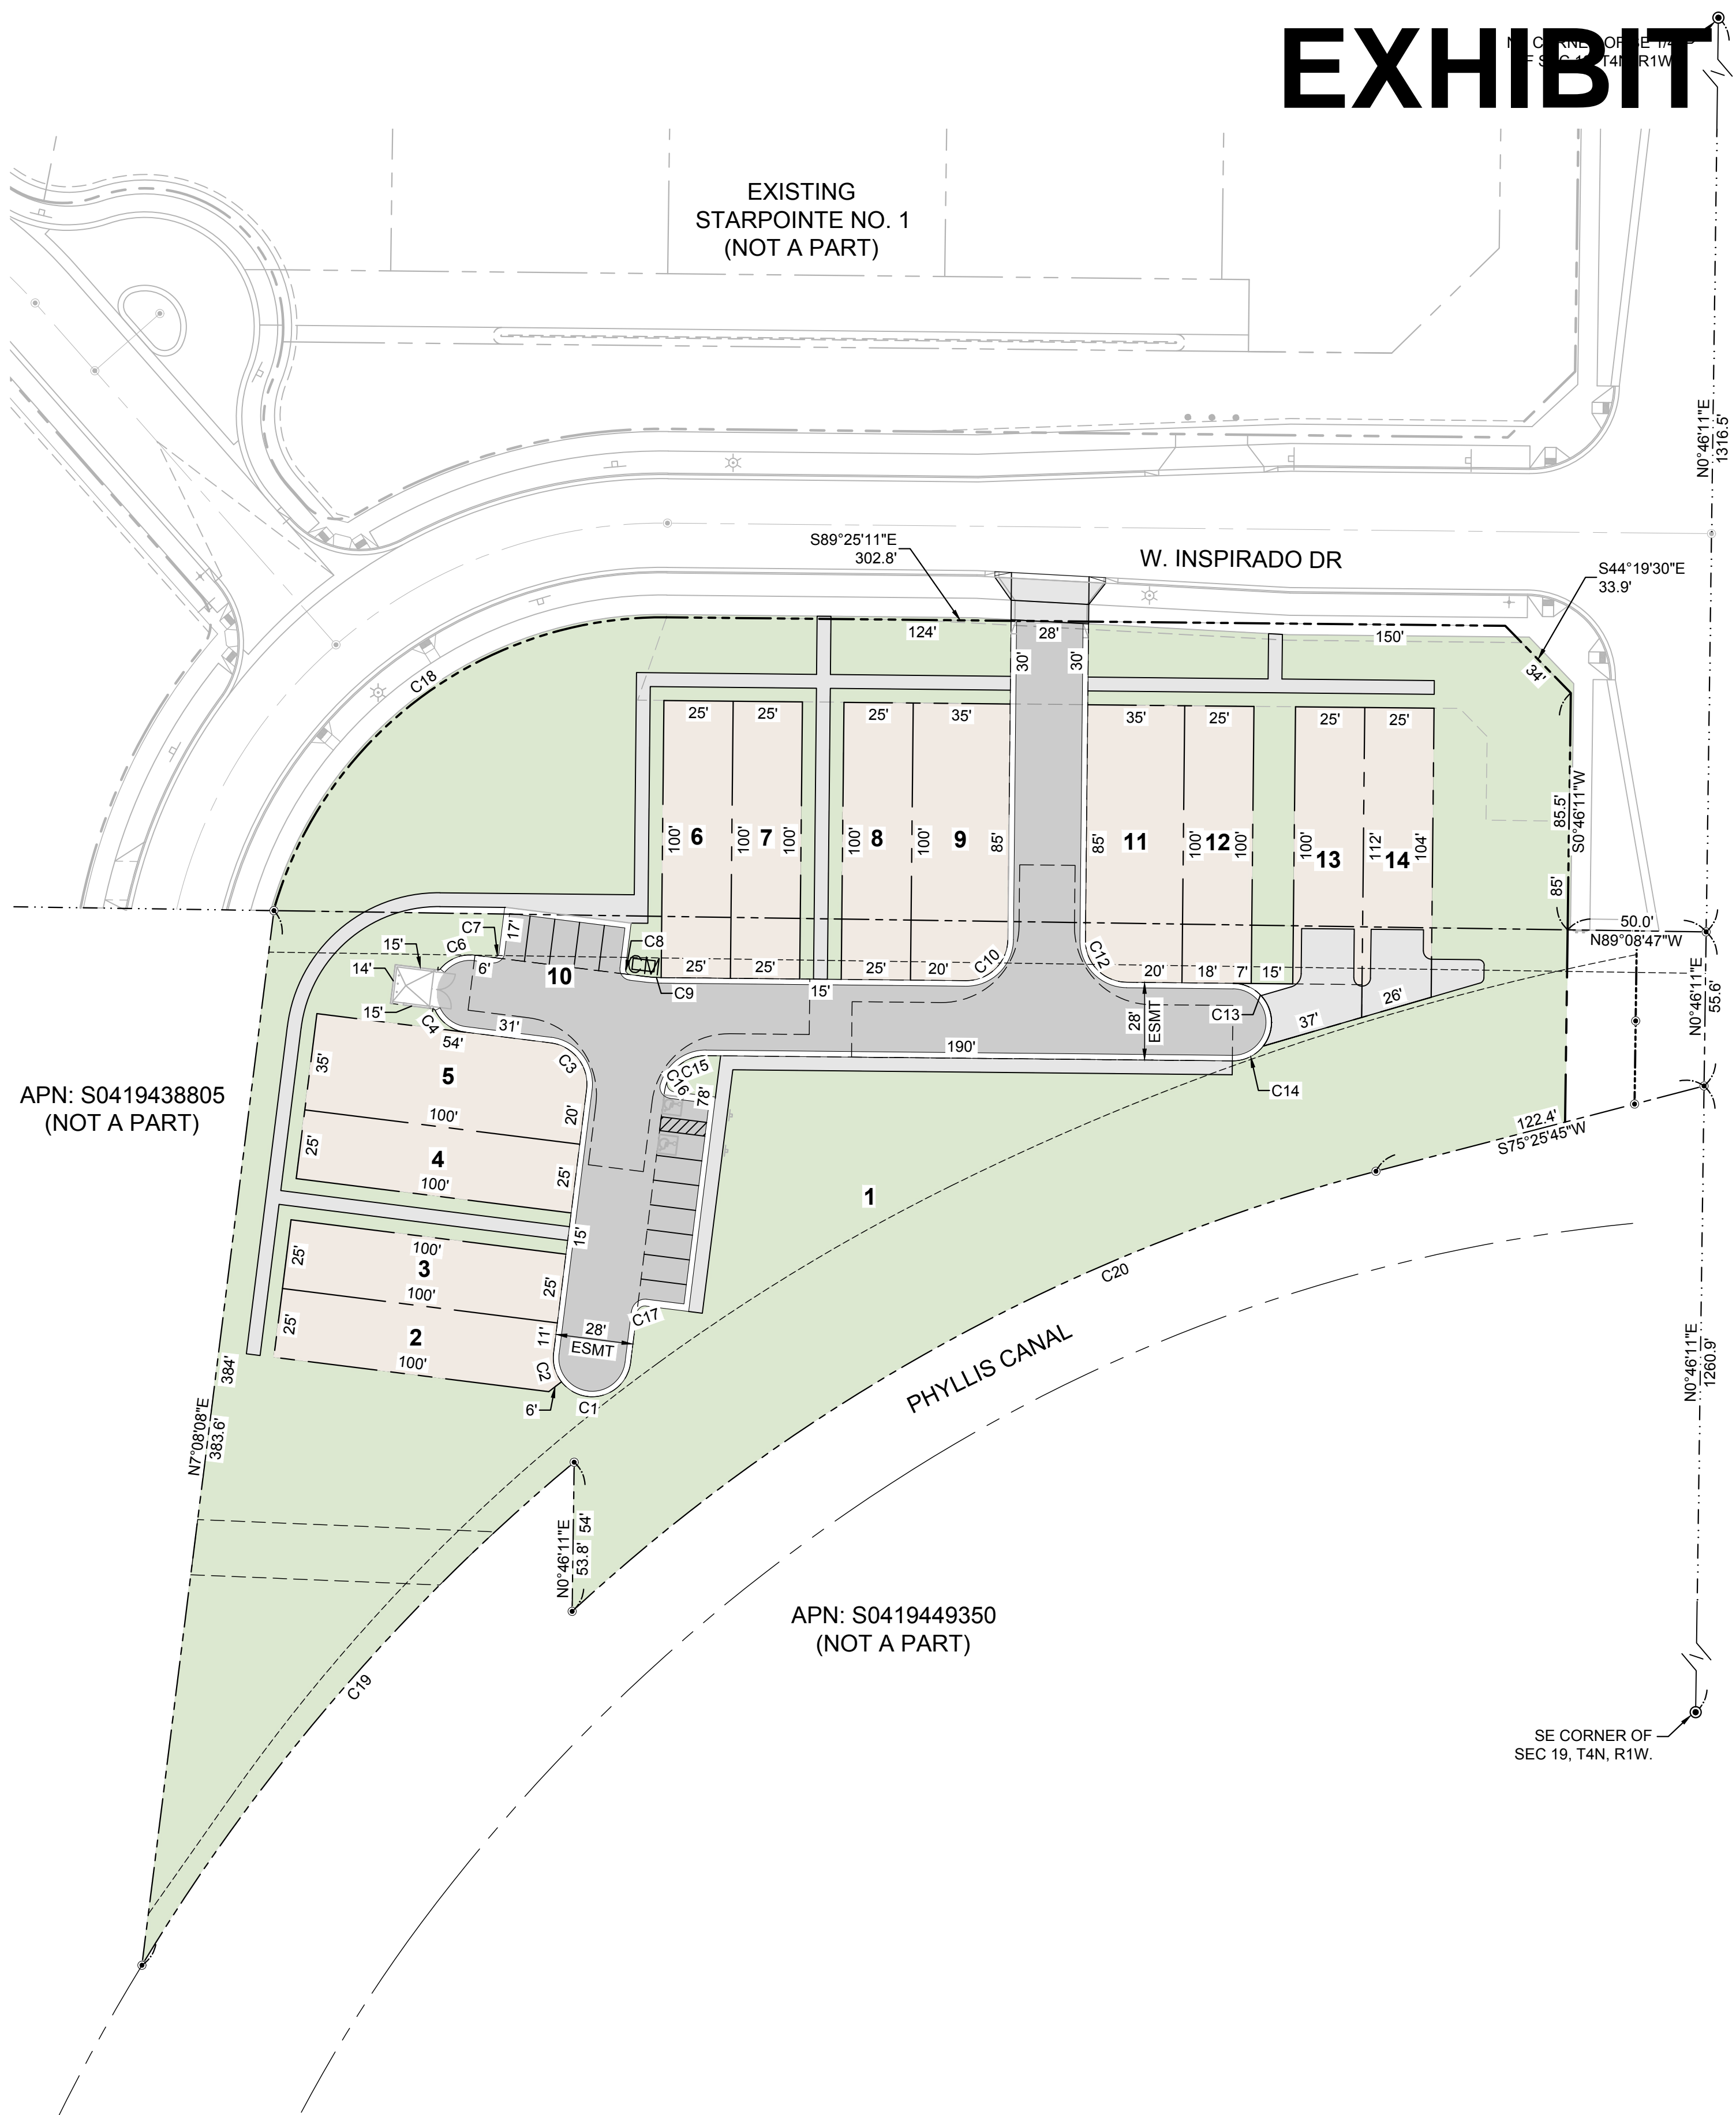 EXHIBIT
EXISTING
STARPOINTE NO. 1
(NOT A PART)
N0°46'11"E
1316.5'
S89°25'11"E
302.8'
W. INSPIRADO DR
S44°19'30"E
33.9'
124'
28'
150'
30'
30'
34'
C18
25'
25'
25'
35'
35'
25'
25'
25'
S0°46'11"W
85.5'
85'
100'
6
100'
7
100'
100'
8
100'
9
85'
85'
11
100'
12
100'
100'
13
112'
14
104'
50.0'
N89°08'47"W
C7
17'
C8
C6
15'
14'
6'
10
25'
25'
25'
20'
C10
C12
20'
18'
7'
15'
C9
15'
15'
C4
31'
54'
C3
28'
ESMT
C13
37'
26'
N0°46'11"E
55.6'
190'
C15
C16
78'
C14
35'
5
100'
20'
APN: S0419438805
(NOT A PART)
25'
4
100'
25'
122.4'
S75°25'45"W
1
15'
25'
100'
3
100'
25'
25'
2
100'
11'
28'
ESMT
C17
C2
6'
C1
C20
PHYLLIS CANAL
384'
N7°08'08"E
383.6'
N0°46'11"E
1260.9'
N0°46'11"E
53.8'
54'
APN: S0419449350
(NOT A PART)
C19
SE CORNER OF
SEC 19, T4N, R1W.